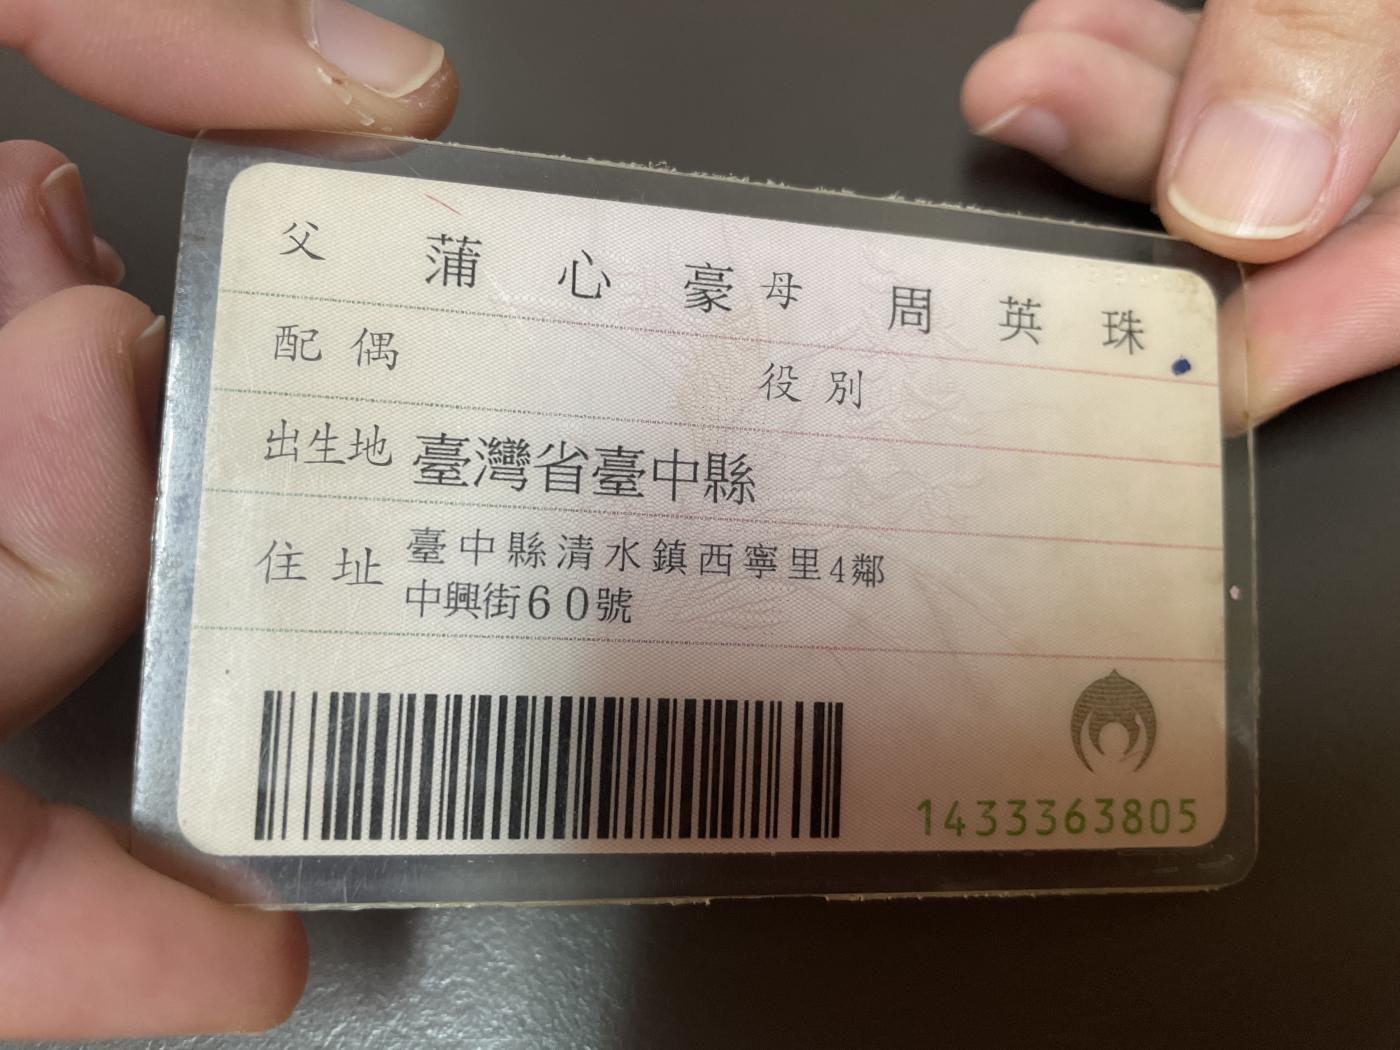 父 蒲心豪 母 周英珠
配偶 役別
出生地 臺灣省臺中縣
住址 臺中縣清水鎮西寧里4鄰
中興街60號
1433363805